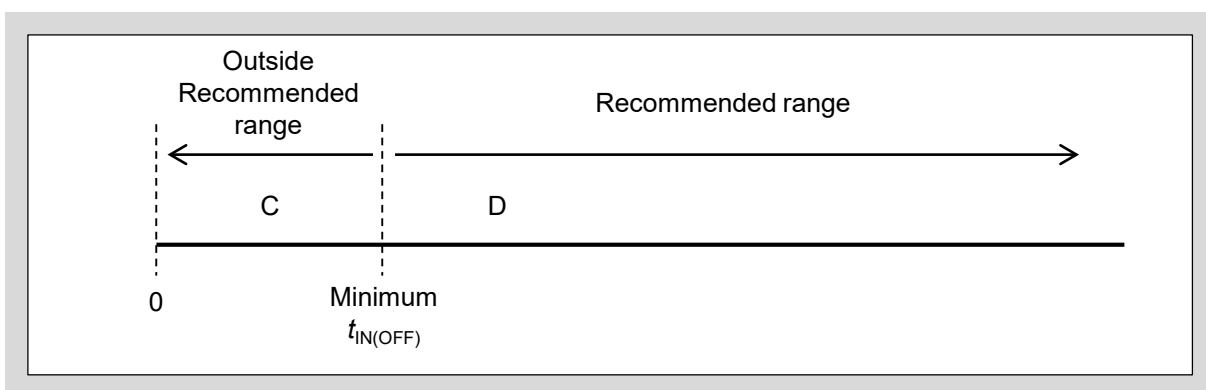 Outside
Recommended
range
Recommended range
C
D
0
Minimum
tIN(OFF)